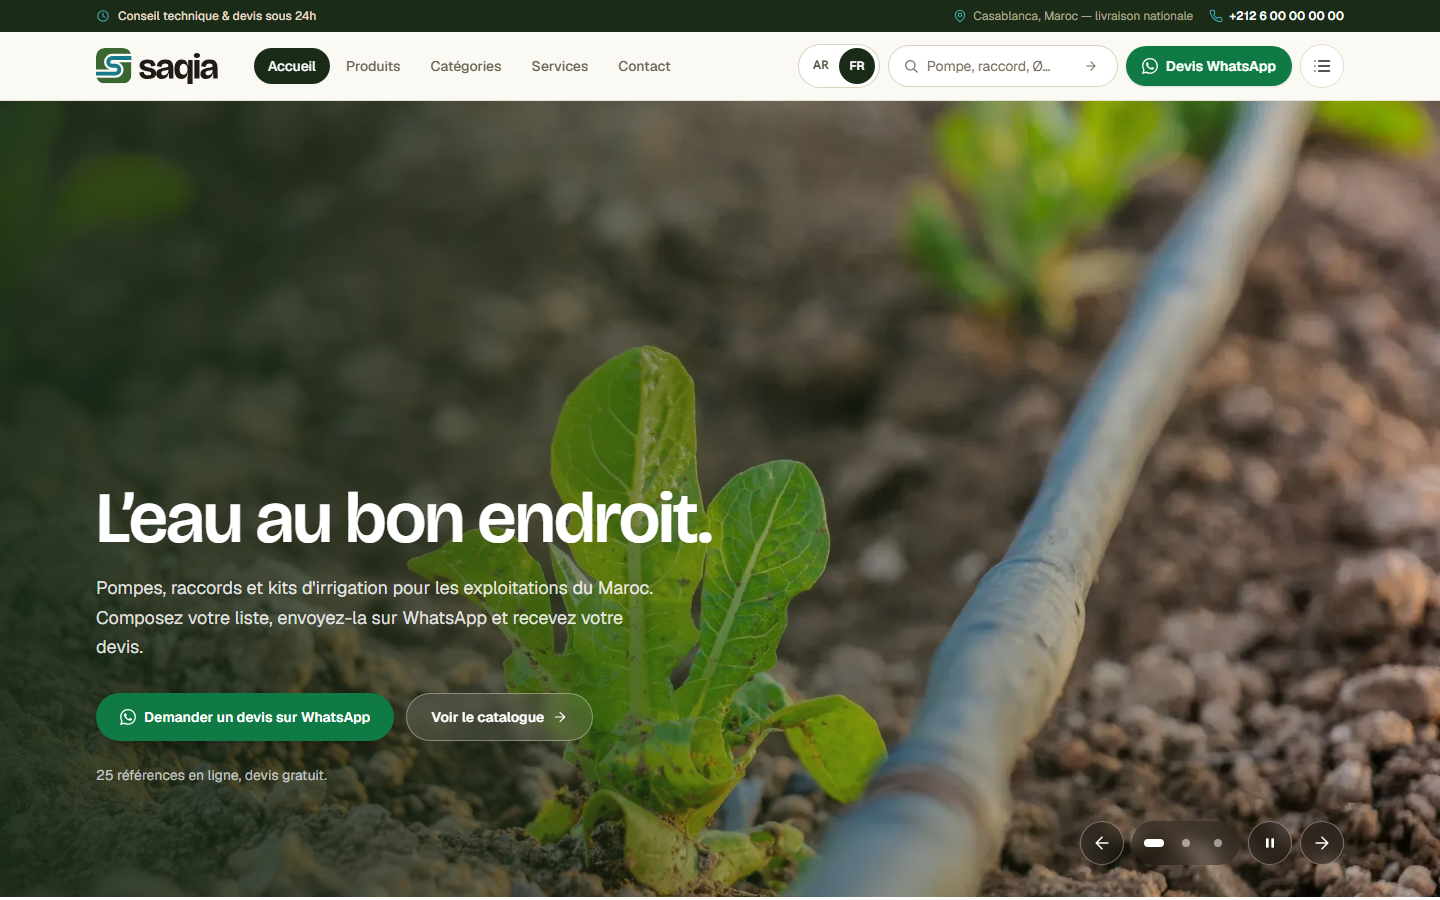 Conseil technique & devis sous 24h
Casablanca, Maroc — livraison nationale
+212 6 00 00 00 00
saqia
Accueil
Produits
Catégories
Services
Contact
AR
FR
Pompe, raccord, Ø...
Devis WhatsApp
L'eau au bon endroit.
Pompes, raccords et kits d'irrigation pour les exploitations du Maroc.
Composez votre liste, envoyez-la sur WhatsApp et recevez votre
devis.
Demander un devis sur WhatsApp
Voir le catalogue
25 références en ligne, devis gratuit.